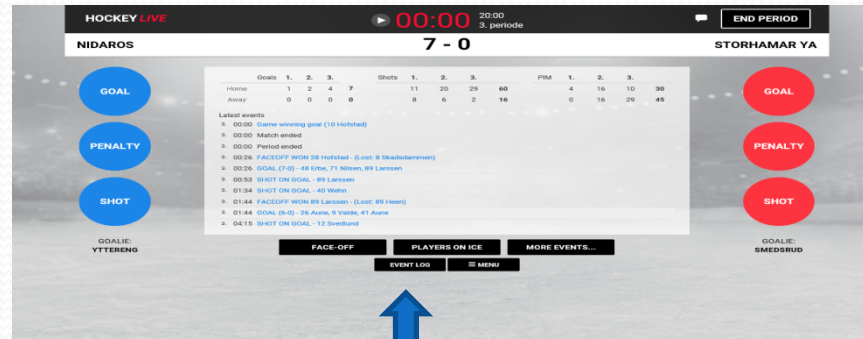 HOCKEY LIVE 00:00 20:00 3. periode END PERIOD
NIDAROS 7 - 0 STORHAMAR YA
Goals 1. 2. 3. Shots 1. 2. 3. PIM 1. 2. 3.
Home 1 2 4 7 11 20 29 60 4 16 10 30
Away 0 0 0 0 8 6 2 16 0 16 29 45
Latest events
3. 00:00 Game winning goal (10 Hofstad)
3. 00:00 Match ended
3. 00:00 Period ended
3. 00:26 FACEOFF WON 28 Hofstad - (Lost: 8 Skadsdammen)
3. 00:26 GOAL (7-0) - 48 Erbe, 71 Nilsen, 89 Larssen
3. 00:53 SHOT ON GOAL - 89 Larssen
3. 01:34 SHOT ON GOAL - 40 Wehn
3. 01:44 FACEOFF WON 89 Larssen - (Lost: 89 Heen)
3. 01:44 GOAL (6-0) - 26 Aune, 9 Valde, 41 Aune
3. 04:15 SHOT ON GOAL - 12 Svedlund
GOAL
PENALTY
SHOT
GOALIE:
YTTERENG
GOAL
PENALTY
SHOT
GOALIE:
SMEDSRUD
FACE-OFF PLAYERS ON ICE MORE EVENTS...
EVENT LOG MENU